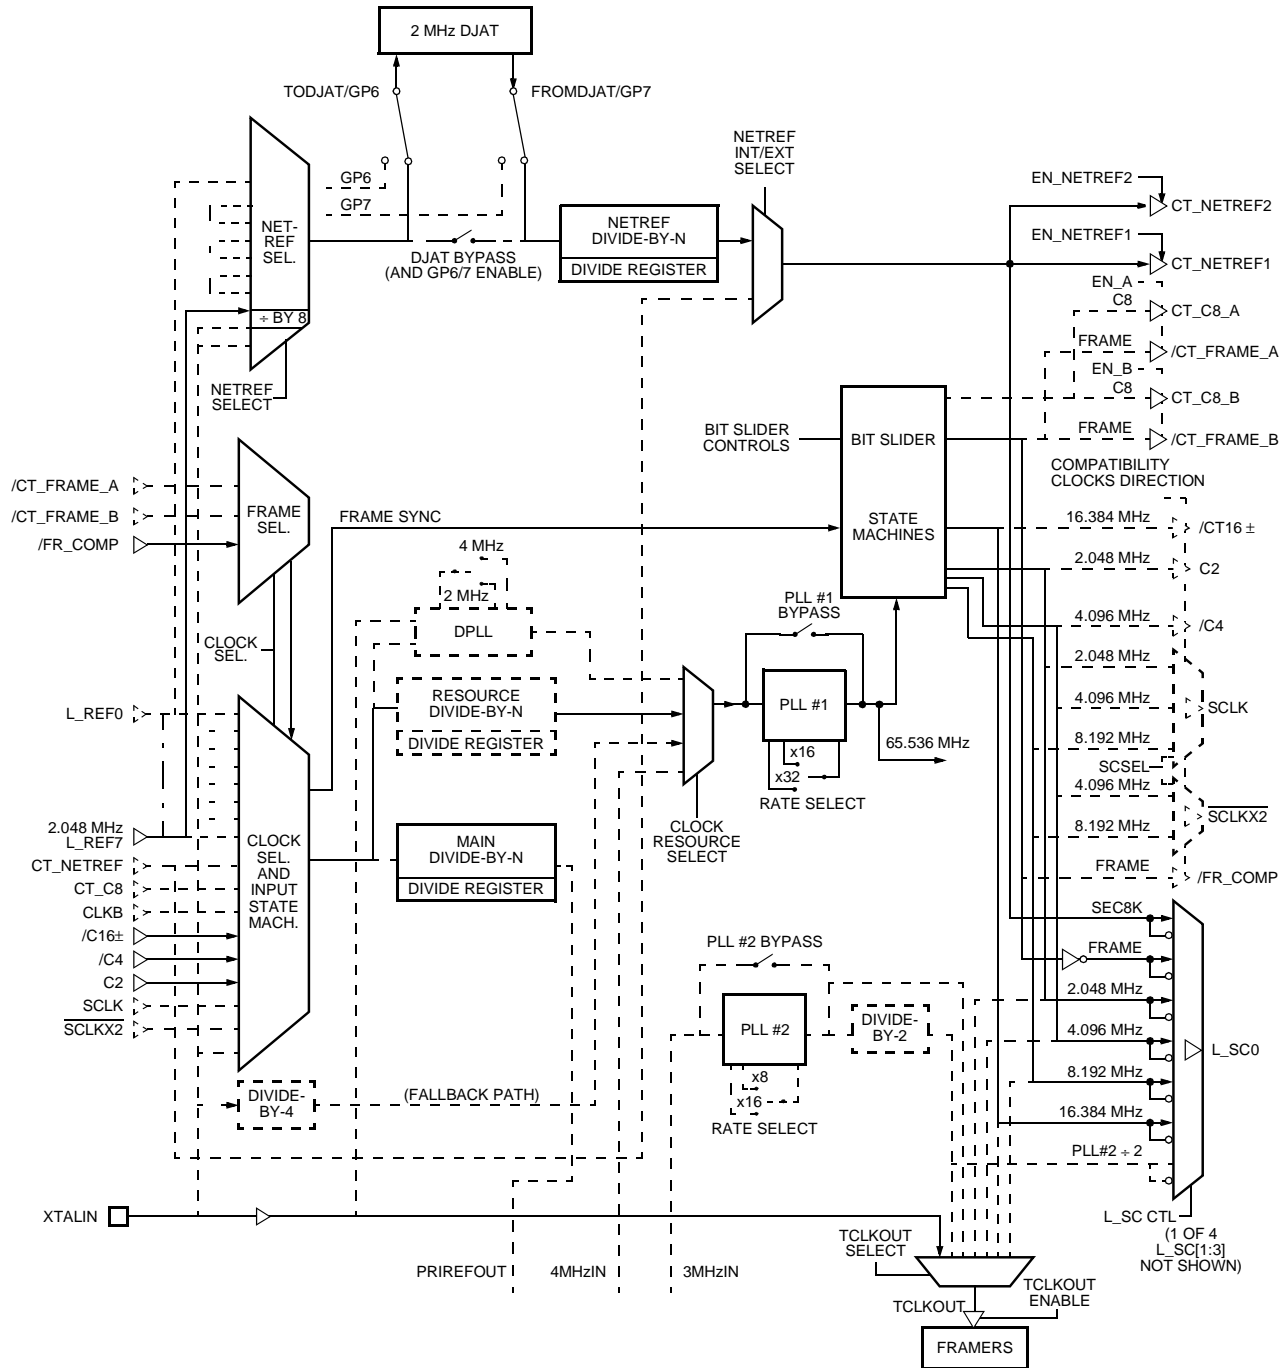 2 MHz DJAT
TODJAT/GP6
FROMDJAT/GP7
NETREF
INT/EXT
SELECT
GP6
GP7
NET-
REF
SEL.
÷ BY 8
NETREF
SELECT
DJAT BYPASS
(AND GP6/7 ENABLE)
NETREF
DIVIDE-BY-N
DIVIDE REGISTER
EN_NETREF2
CT_NETREF2
EN_NETREF1
CT_NETREF1
EN_A
C8
CT_C8_A
FRAME
/CT_FRAME_A
EN_B
C8
CT_C8_B
FRAME
/CT_FRAME_B
BIT SLIDER
CONTROLS
BIT SLIDER
STATE
MACHINES
COMPATIBILITY
CLOCKS DIRECTION
/CT_FRAME_A
/CT_FRAME_B
/FR_COMP
FRAME
SEL.
FRAME SYNC
16.384 MHz
/CT16 ±
2.048 MHz
C2
4.096 MHz
/C4
2.048 MHz
4.096 MHz
SCLK
8.192 MHz
SCSEL
4.096 MHz
SCLKX2
8.192 MHz
FRAME
/FR_COMP
4 MHz
2 MHz
DPLL
CLOCK
SEL.
RESOURCE
DIVIDE-BY-N
DIVIDE REGISTER
PLL #1
BYPASS
PLL #1
x16
x32
RATE SELECT
65.536 MHz
CLOCK
RESOURCE
SELECT
L_REF0
2.048 MHz
L_REF7
CT_NETREF
CT_C8
CLKB
/C16±
/C4
C2
SCLK
SCLKX2
CLOCK
SEL.
AND
INPUT
STATE
MACH.
MAIN
DIVIDE-BY-N
DIVIDE REGISTER
DIVIDE-
BY-4
(FALLBACK PATH)
PLL #2 BYPASS
PLL #2
x8
x16
RATE SELECT
DIVIDE-
BY-2
SEC8K
FRAME
2.048 MHz
4.096 MHz
L_SC0
8.192 MHz
16.384 MHz
PLL#2 ÷ 2
L_SC CTL
(1 OF 4
L_SC[1:3]
NOT SHOWN)
XTALIN
PRIREFOUT
4MHzIN
3MHzIN
TCLKOUT
SELECT
TCLKOUT
TCLKOUT
ENABLE
FRAMERS